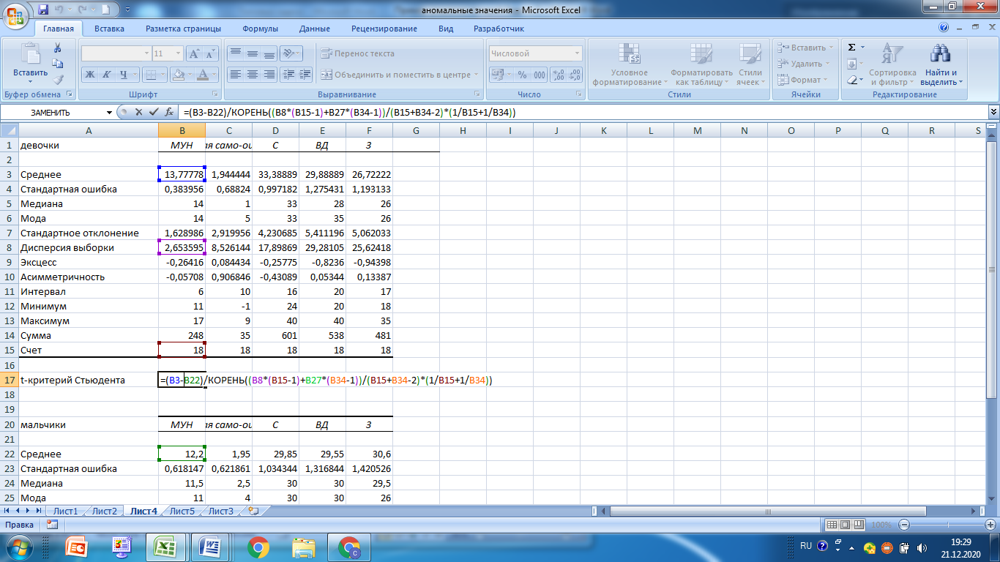 аномальные значения - Microsoft Excel
Главная Вставка Разметка страницы Формулы Данные Рецензирование Вид Разработчик
Вставить
11
Ж К Ч
Перенос текста
Объединить и поместить в центре
Числовой
% 000
Условное форматирование
Форматировать как таблицу
Стили ячеек
Вставить
Удалить
Формат
Σ
Сортировка и фильтр
Найти и выделить
Буфер обмена Шрифт Выравнивание Число Стили Ячейки Редактирование
ЗАМЕНИТЬ fx =(B3-B22)/КОРЕНЬ((B8*(B15-1)+B27*(B34-1))/(B15+B34-2)*(1/B15+1/B34))
A B C D E F G H I J K L M N O P Q R S
1 девочки МУН ая само-оц С ВД З
2
3 Среднее 13,77778 1,944444 33,38889 29,88889 26,72222
4 Стандартная ошибка 0,383956 0,68824 0,997182 1,275431 1,193133
5 Медиана 14 1 33 28 26
6 Мода 14 5 33 35 26
7 Стандартное отклонение 1,628986 2,919956 4,230685 5,411196 5,062033
8 Дисперсия выборки 2,653595 8,526144 17,89869 29,28105 25,62418
9 Эксцесс -0,26416 0,084434 -0,25775 -0,8236 -0,94398
10 Асимметричность -0,05708 0,906846 -0,43089 0,05344 0,13387
11 Интервал 6 10 16 20 17
12 Минимум 11 -1 24 20 18
13 Максимум 17 9 40 40 35
14 Сумма 248 35 601 538 481
15 Счет 18 18 18 18 18
16
17 t-критерий Стьюдента =(B3-B22)/КОРЕНЬ((B8*(B15-1)+B27*(B34-1))/(B15+B34-2)*(1/B15+1/B34))
18
19
20 мальчики МУН ая само-оц С ВД З
21
22 Среднее 12,2 1,95 29,85 29,55 30,6
23 Стандартная ошибка 0,618147 0,621861 1,034344 1,316844 1,420526
24 Медиана 11,5 2,5 30 30 29,5
25 Мода 11 4 30 30 26
Лист1 Лист2 Лист4 Лист5 Лист3
Правка 100%
RU 19:29
21.12.2020